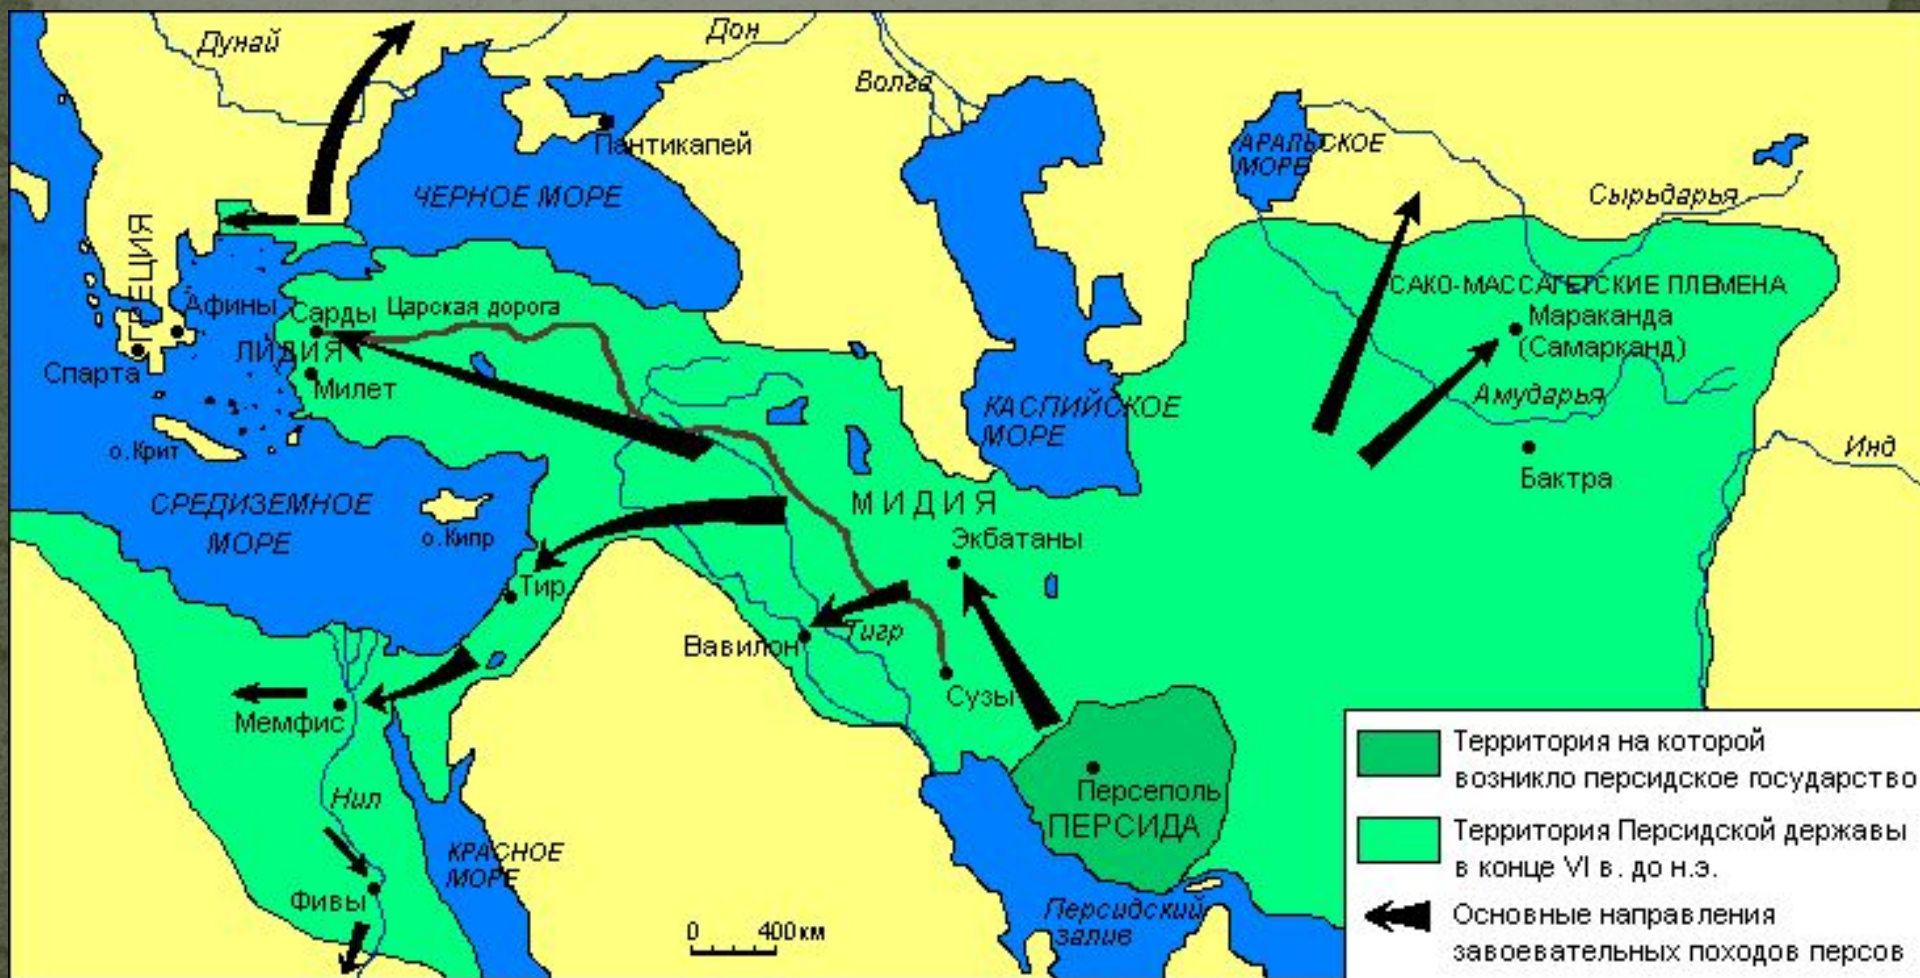 Дунай
Дон
Волга
Пантикапей
АРАЛЬСКОЕ
МОРЕ
ЧЕРНОЕ МОРЕ
Сырьдарья
ГРЕЦИЯ
САКО-МАССАГЕТСКИЕ ПЛЕМЕНА
Афины
Сарды
Царская дорога
Мараканда
(Самарканд)
ЛИДИЯ
Спарта
Милет
Амударья
КАСПИЙСКОЕ
МОРЕ
о.Крит
Инд
Бактра
СРЕДИЗЕМНОЕ
МОРЕ
МИДИЯ
о.Кипр
Экбатаны
Тир
Тигр
Вавилон
Сузы
Мемфис
Нил
Персеполь
ПЕРСИДА
КРАСНОЕ
МОРЕ
Фивы
Персидский
залив
0 400 км
Территория на которой
возникло персидское государство
Территория Персидской державы
в конце VI в. до н.э.
Основные направления
завоевательных походов персов